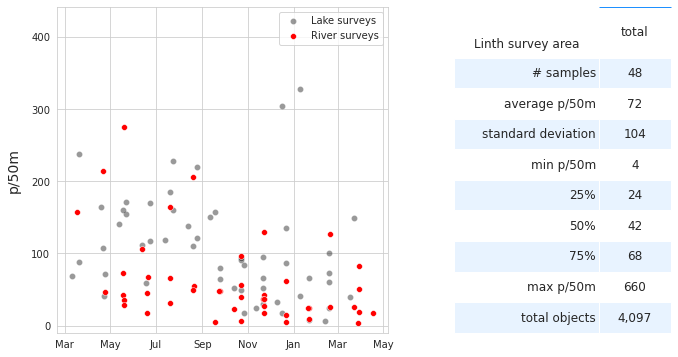 Lake surveys
River surveys
p/50m
400
300
200
100
0
Mar May Jul Sep Nov Jan Mar May
total
Linth survey area
# samples 48
average p/50m 72
standard deviation 104
min p/50m 4
25% 24
50% 42
75% 68
max p/50m 660
total objects 4,097